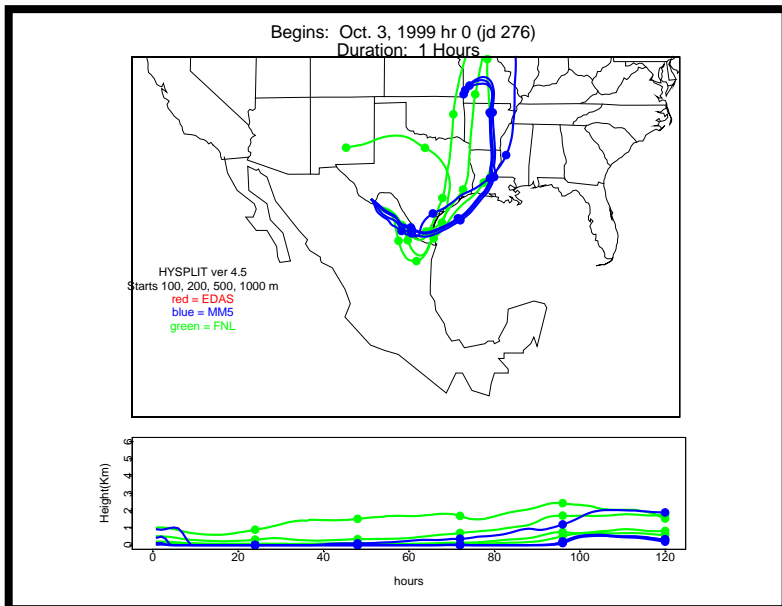 Begins: Oct. 3, 1999 hr 0 (jd 276)
Duration: 1 Hours
HYSPLIT ver 4.5
Starts 100, 200, 500, 1000 m
red = EDAS
blue = MM5
green = FNL
Height(Km)
6
5
4
3
2
1
0
0 20 40 60 80 100 120
hours